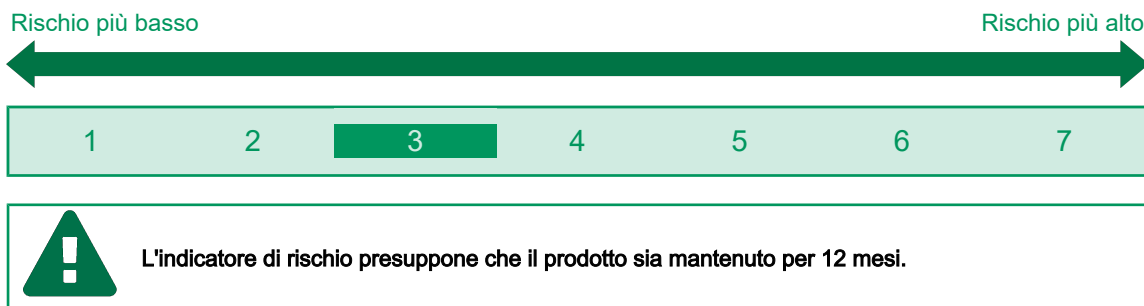 Rischio più basso Rischio più alto
1 2 3 4 5 6 7
L'indicatore di rischio presuppone che il prodotto sia mantenuto per 12 mesi.